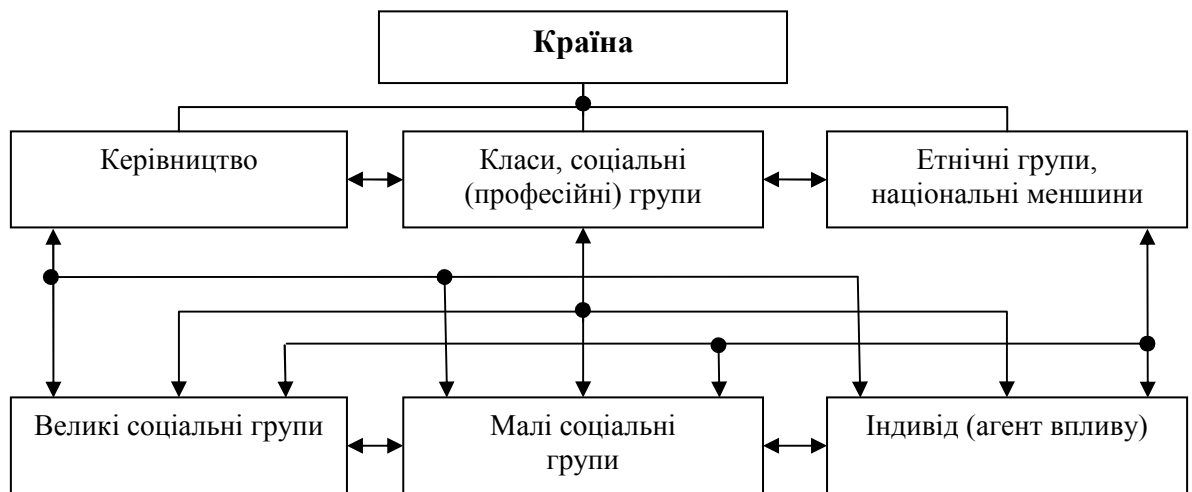 Країна
Керівництво
Класи, соціальні
(професійні) групи
Етнічні групи,
національні меншини
Великі соціальні групи
Малі соціальні
групи
Індивід (агент впливу)